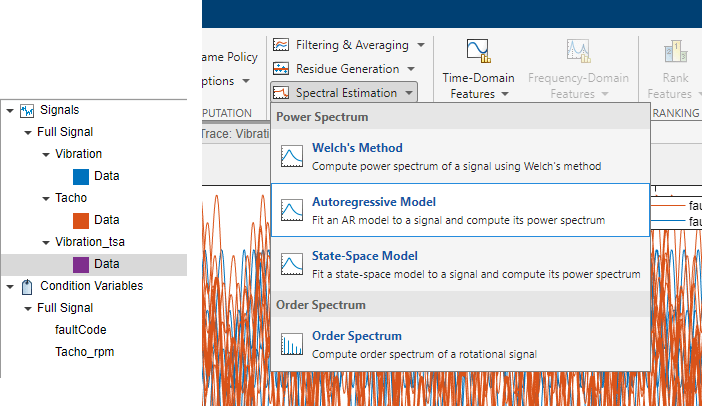 Signals
Full Signal
Vibration
Data
Tacho
Data
Vibration_tsa
Data
Condition Variables
Full Signal
faultCode
Tacho_rpm
ame Policy
ptions
PUTATION
Filtering & Averaging
Residue Generation
Spectral Estimation
Time-Domain
Features
Frequency-Domain
Features
Rank
Features
RANKING
Trace: Vibrati
Power Spectrum
Welch's Method
Compute power spectrum of a signal using Welch's method
Autoregressive Model
Fit an AR model to a signal and compute its power spectrum
State-Space Model
Fit a state-space model to a signal and compute its power spectrum
Order Spectrum
Order Spectrum
Compute order spectrum of a rotational signal
fau
fau